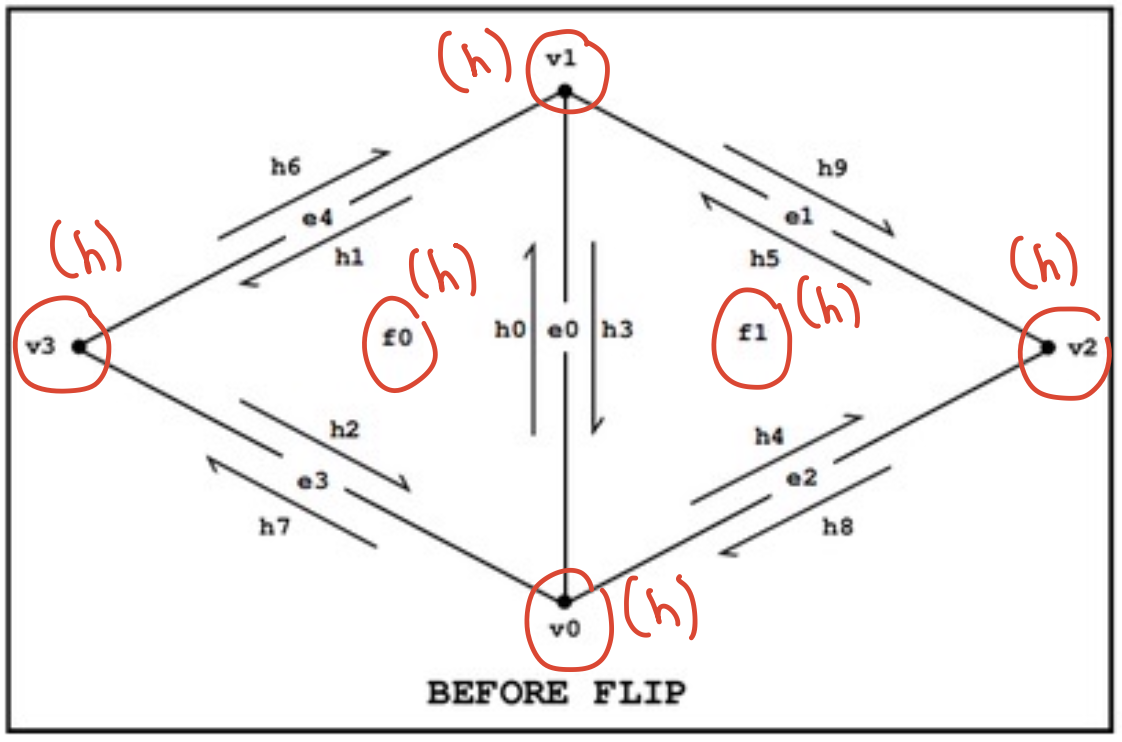 (h) v1
h6 h9
e4 e1
(h) h1 (h) h5 (h)
v3 f0 h0 e0 h3 f1 (h) v2
h2 h4
e3 e2
h7 h8
v0 (h)
BEFORE FLIP